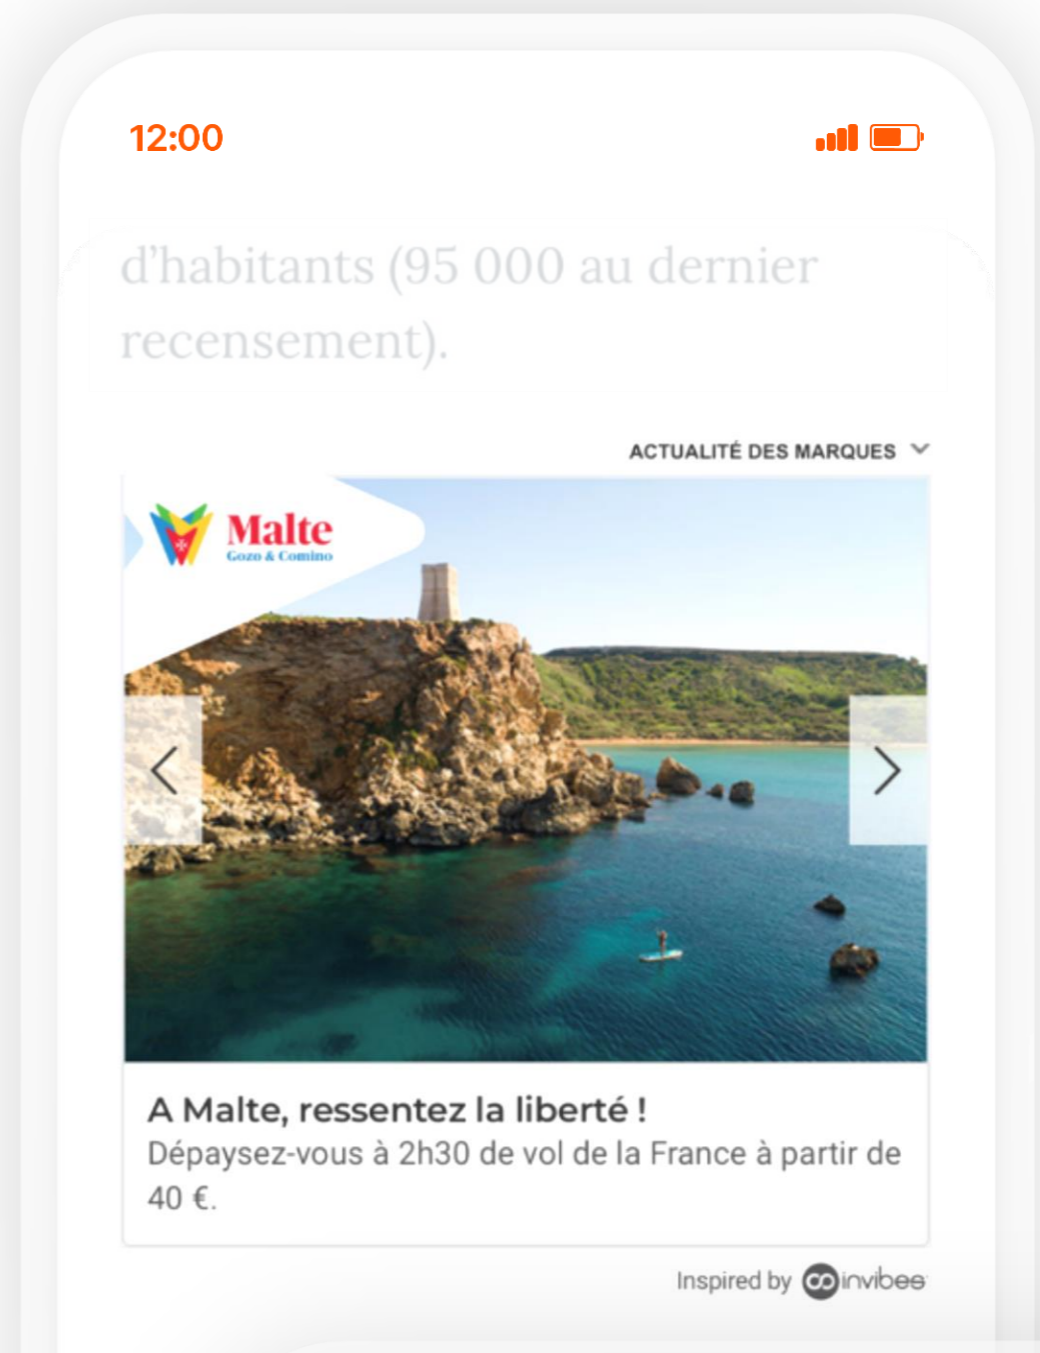 12:00
d’habitants (95 000 au dernier
recensement).
ACTUALITÉ DES MARQUES
Malte
Gozo & Comino
A Malte, ressentez la liberté !
Dépaysez-vous à 2h30 de vol de la France à partir de
40 €.
Inspired by invibes